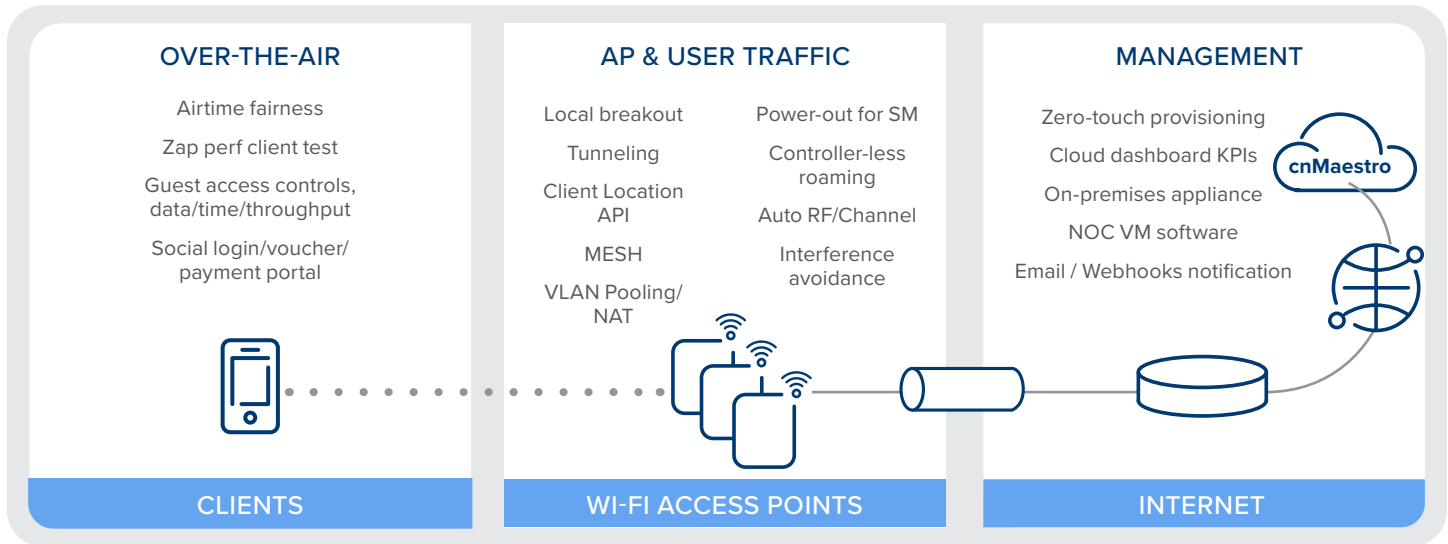 OVER-THE-AIR
Airtime fairness
Zap perf client test
Guest access controls,
data/time/throughput
Social login/voucher/
payment portal
CLIENTS
AP & USER TRAFFIC
Local breakout
Tunneling
Client Location
API
MESH
VLAN Pooling/
NAT
Power-out for SM
Controller-less
roaming
Auto RF/Channel
Interference
avoidance
WI-FI ACCESS POINTS
MANAGEMENT
Zero-touch provisioning
Cloud dashboard KPIs
On-premises appliance
NOC VM software
Email / Webhooks notification
cnMaestro
INTERNET